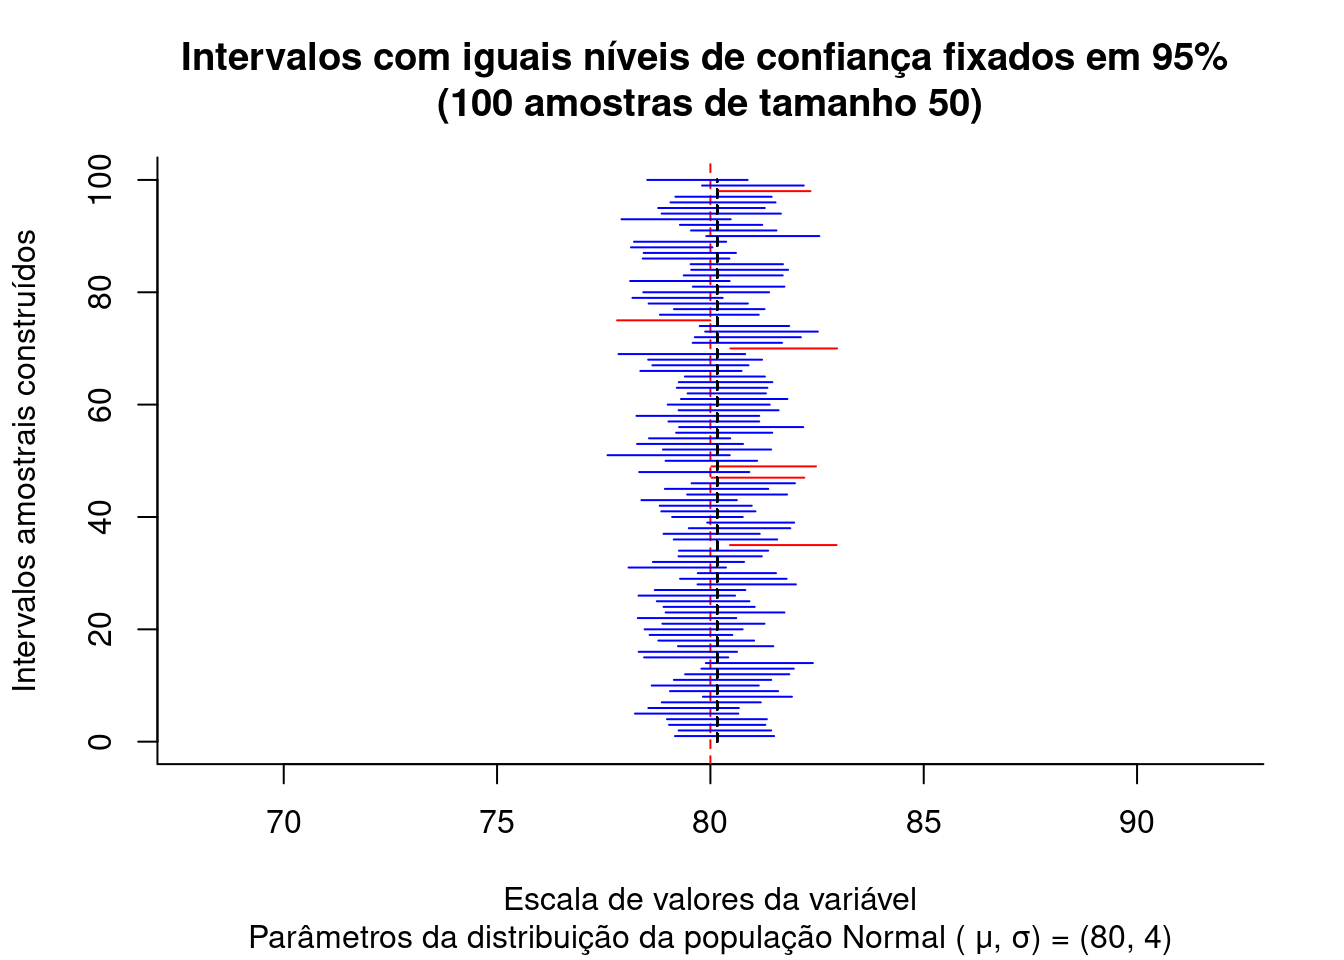 Intervalos com iguais níveis de confiança fixados em 95%
(100 amostras de tamanho 50)
Intervalos amostrais construídos
100
80
60
40
20
0
70 75 80 85 90
Escala de valores da variável
Parâmetros da distribuição da população Normal ( μ, σ) = (80, 4)